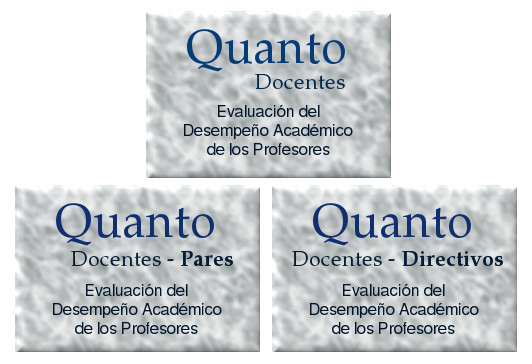 Quanto
Docentes
Evaluación del
Desempeño Académico
de los Profesores
Quanto
Docentes - Pares
Evaluación del
Desempeño Académico
de los Profesores
Quanto
Docentes - Directivos
Evaluación del
Desempeño Académico
de los Profesores